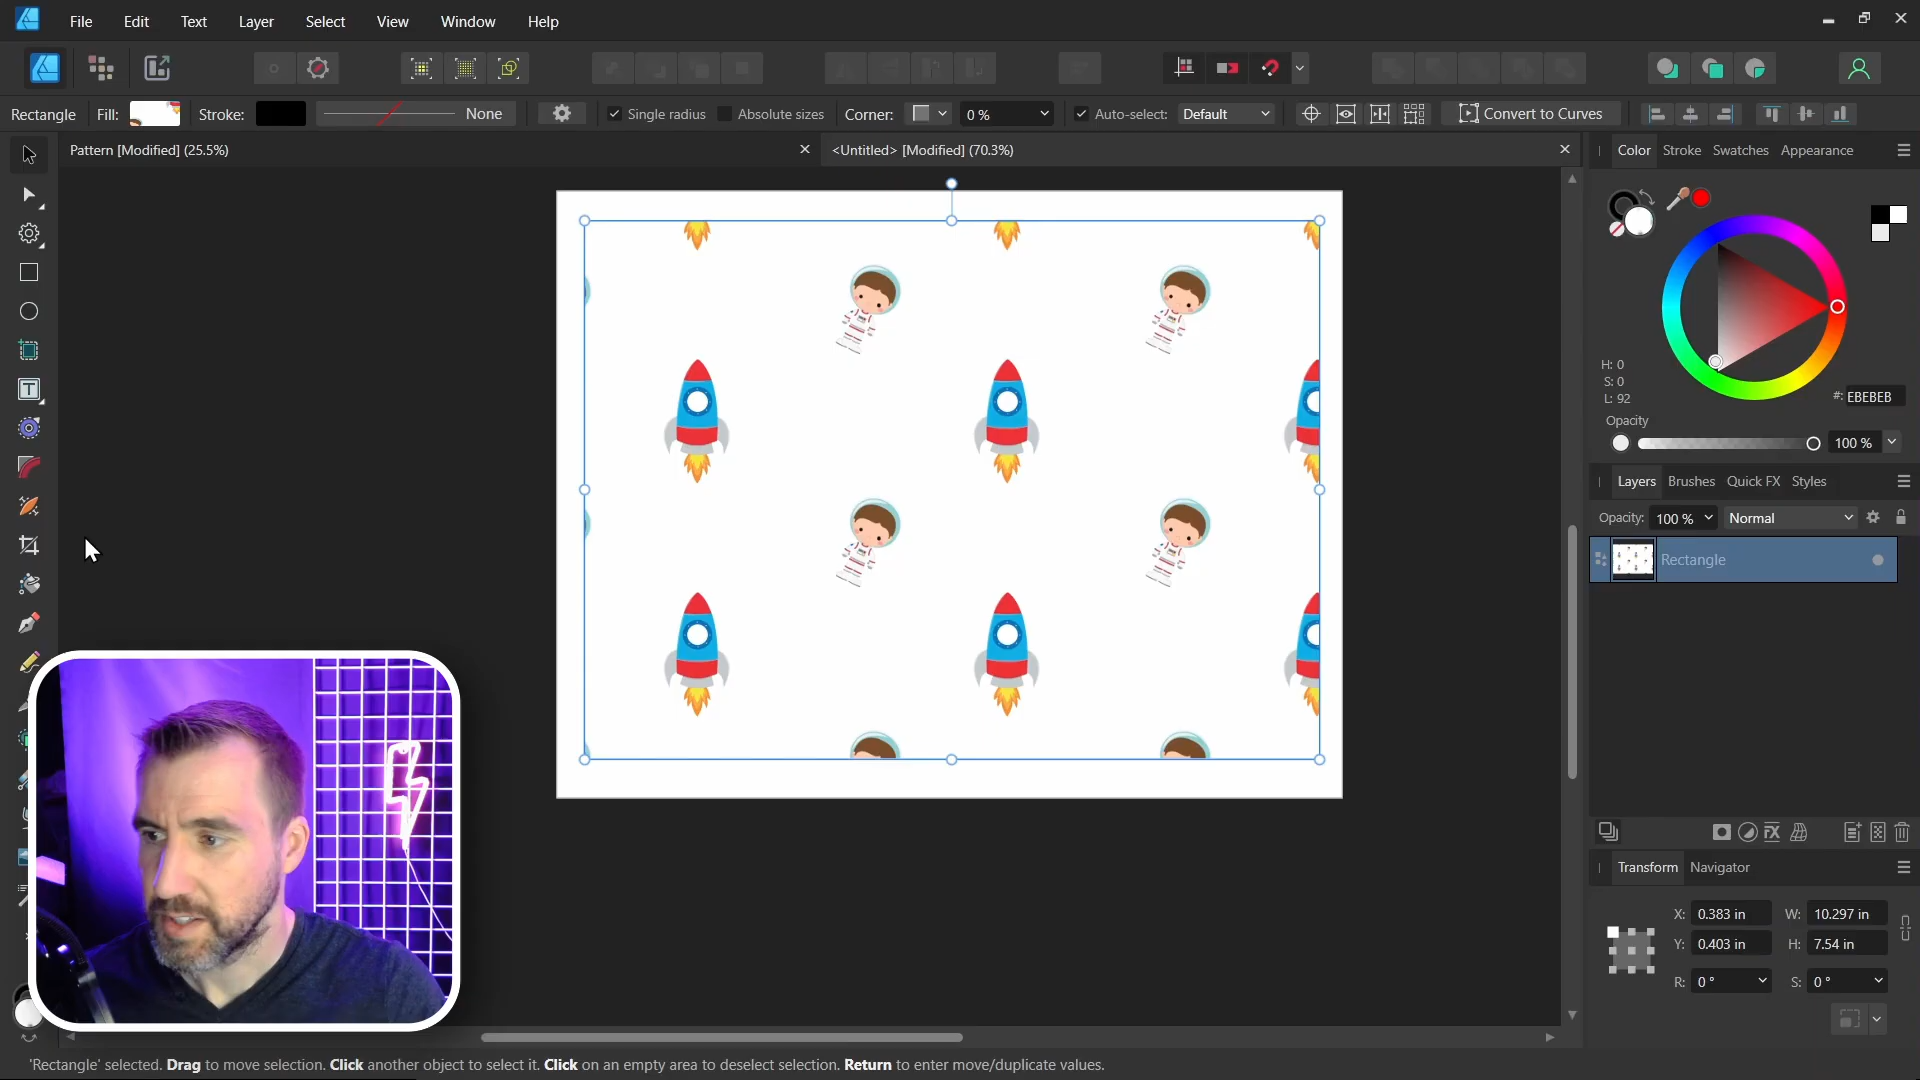 File Edit Text Layer Select View Window Help
Rectangle Fill: Stroke: None Single radius Absolute sizes Corner: 0 % Auto-select: Default Convert to Curves
Pattern [Modified] (25.5%)
<Untitled> [Modified] (70.3%)
Color Stroke Swatches Appearance
H: 0
S: 0
L: 92
#: EBEBEB
Opacity
100 %
Layers Brushes Quick FX Styles
Opacity: 100 % Normal
Rectangle
Transform Navigator
X: 0.383 in W: 10.297 in
Y: 0.403 in H: 7.54 in
R: 0 ° S: 0 °
'Rectangle' selected. Drag to move selection. Click another object to select it. Click on an empty area to deselect selection. Return to enter move/duplicate values.